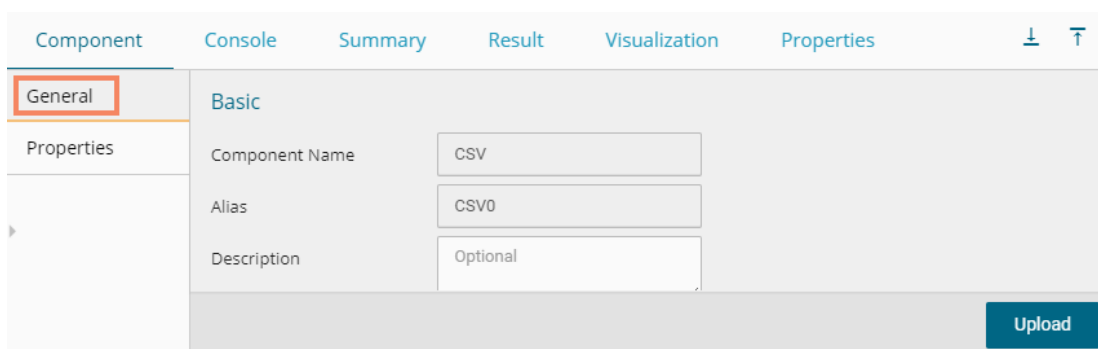 Component Console Summary Result Visualization Properties
General
Basic
Properties
Component Name CSV
Alias CSV0
Description Optional
Upload